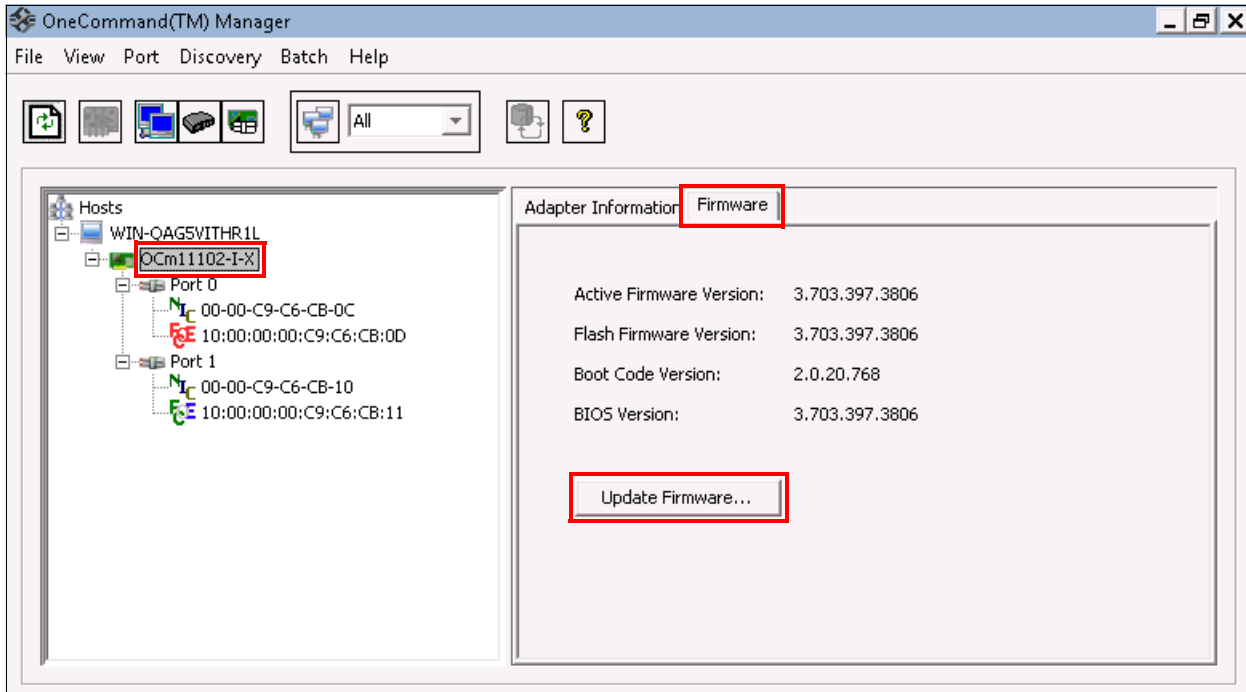 OneCommand(TM) Manager
File View Port Discovery Batch Help
All
Hosts
WIN-QAG5VITHR1L
OCm11102-I-X
Port 0
NIC 00-00-C9-C6-CB-0C
FCoE 10:00:00:00:C9:C6:CB:0D
Port 1
NIC 00-00-C9-C6-CB-10
FCoE 10:00:00:00:C9:C6:CB:11
Adapter Information Firmware
Active Firmware Version: 3.703.397.3806
Flash Firmware Version: 3.703.397.3806
Boot Code Version: 2.0.20.768
BIOS Version: 3.703.397.3806
Update Firmware...